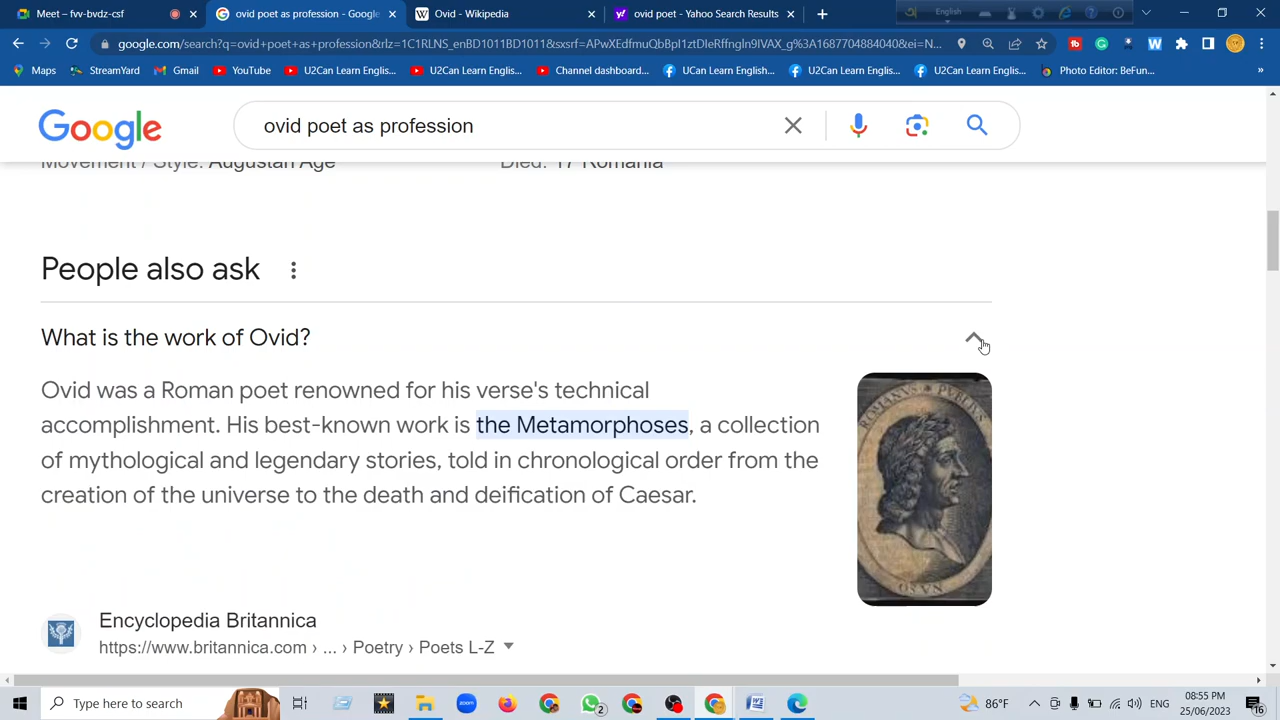 Meet - fvv-bwdz-csf
ovid poet as profession - Google
Ovid - Wikipedia
ovid poet - Yahoo Search Results
google.com/search?q=ovid+poet+as+profession&rlz=1C1RLNS_enBD1011BD1011&sxsrf=
Maps
StreamYard
Gmail
YouTube
U2Can Learn Englis...
U2Can Learn Englis...
Channel dashboard...
UCan Learn English...
U2Can Learn Englis...
U2Can Learn Englis...
Photo Editor: BeFun...
»
Google
ovid poet as profession
Movement / Style: Augustan Age
Died: 17 Romania
People also ask
What is the work of Ovid?
Ovid was a Roman poet renowned for his verse's technical
accomplishment. His best-known work is the Metamorphoses, a collection
of mythological and legendary stories, told in chronological order from the
creation of the universe to the death and deification of Caesar.
Encyclopedia Britannica
https://www.britannica.com › ... › Poetry › Poets L-Z
Type here to search
zoom
2
86°F
ENG
08:55 PM
25/06/2023
16